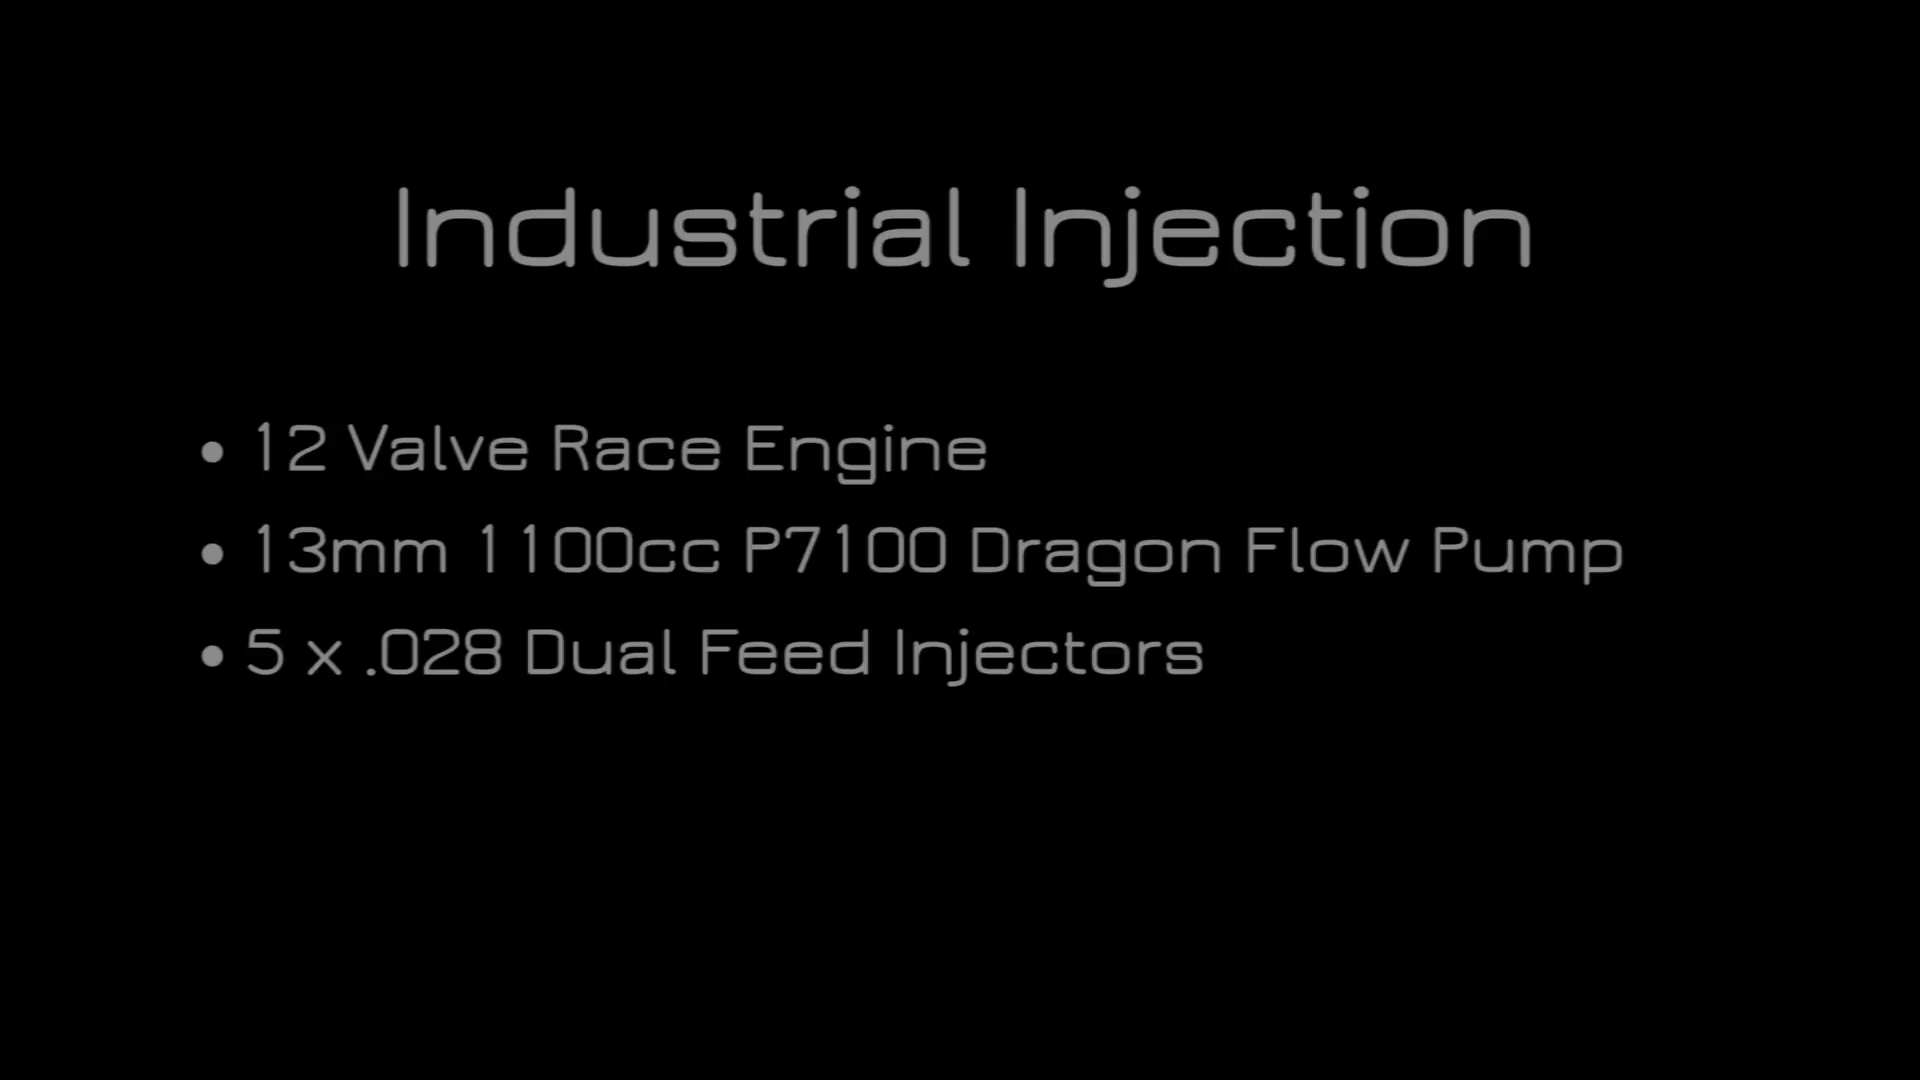 Industrial Injection
• 12 Valve Race Engine
• 13mm 1100cc P7100 Dragon Flow Pump
• 5 x .028 Dual Feed Injectors